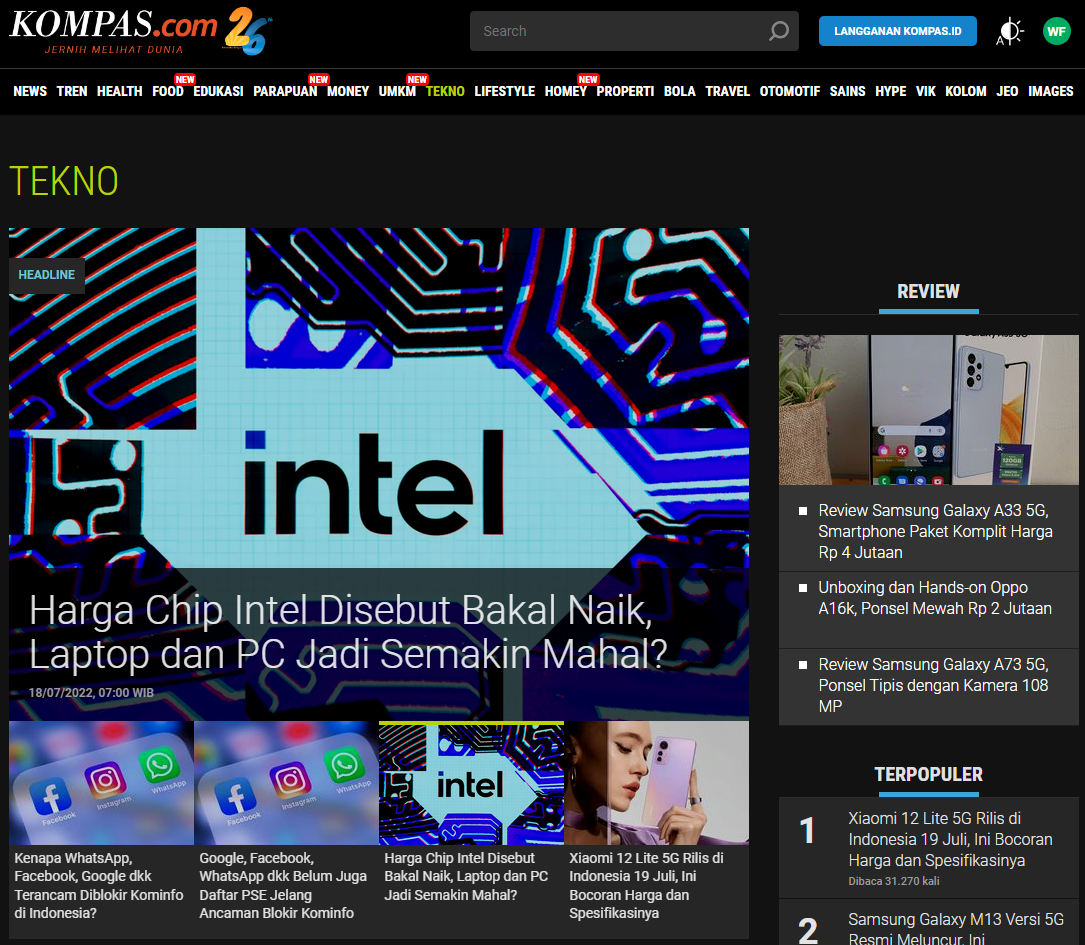 KOMPAS.com 26
JERNIH MELIHAT DUNIA
Search
LANGGANAN KOMPAS.ID
A
WF
NEWS TREN HEALTH FOOD NEW EDUKASI PARAPUAN NEW MONEY UMKM NEW TEKNO LIFESTYLE HOMEY NEW PROPERTI BOLA TRAVEL OTOMOTIF SAINS HYPE VIK KOLOM JEO IMAGES
TEKNO
HEADLINE
intel
Harga Chip Intel Disebut Bakal Naik,
Laptop dan PC Jadi Semakin Mahal?
18/07/2022, 07:00 WIB
Facebook
Instagram
WhatsApp
Kenapa WhatsApp,
Facebook, Google dkk
Terancam Diblokir Kominfo
di Indonesia?
Facebook
Instagram
WhatsApp
Google, Facebook,
WhatsApp dkk Belum Juga
Daftar PSE Jelang
Ancaman Blokir Kominfo
intel
Harga Chip Intel Disebut
Bakal Naik, Laptop dan PC
Jadi Semakin Mahal?
Xiaomi 12 Lite 5G Rilis di
Indonesia 19 Juli, Ini
Bocoran Harga dan
Spesifikasinya
REVIEW
Review Samsung Galaxy A33 5G,
Smartphone Paket Komplit Harga
Rp 4 Jutaan
Unboxing dan Hands-on Oppo
A16k, Ponsel Mewah Rp 2 Jutaan
Review Samsung Galaxy A73 5G,
Ponsel Tipis dengan Kamera 108
MP
TERPOPULER
1
Xiaomi 12 Lite 5G Rilis di
Indonesia 19 Juli, Ini Bocoran
Harga dan Spesifikasinya
Dibaca 31.270 kali
2
Samsung Galaxy M13 Versi 5G
Resmi Meluncur, Ini